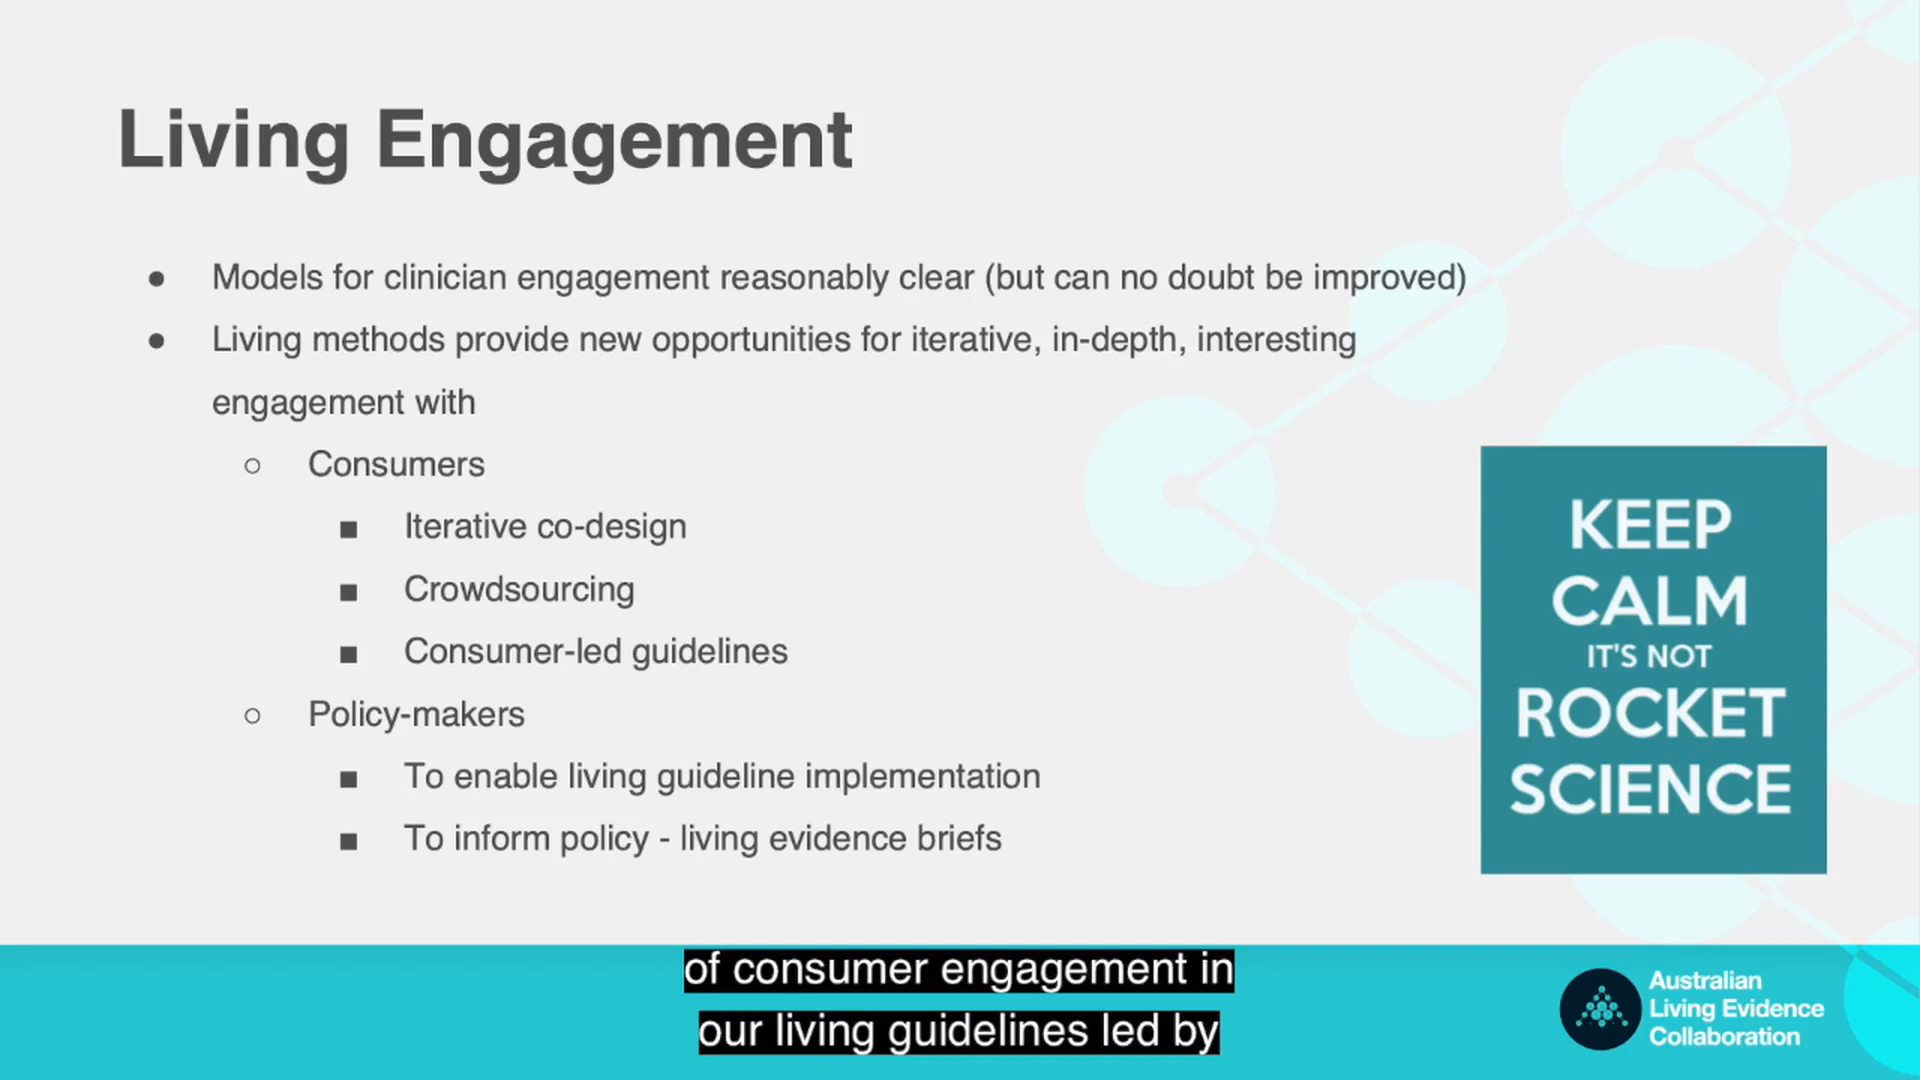 Living Engagement
● Models for clinician engagement reasonably clear (but can no doubt be improved)
● Living methods provide new opportunities for iterative, in-depth, interesting
engagement with
○ Consumers
■ Iterative co-design
■ Crowdsourcing
■ Consumer-led guidelines
○ Policy-makers
■ To enable living guideline implementation
■ To inform policy - living evidence briefs
KEEP
CALM
IT'S NOT
ROCKET
SCIENCE
of consumer engagement in
our living guidelines led by
Australian
Living Evidence
Collaboration